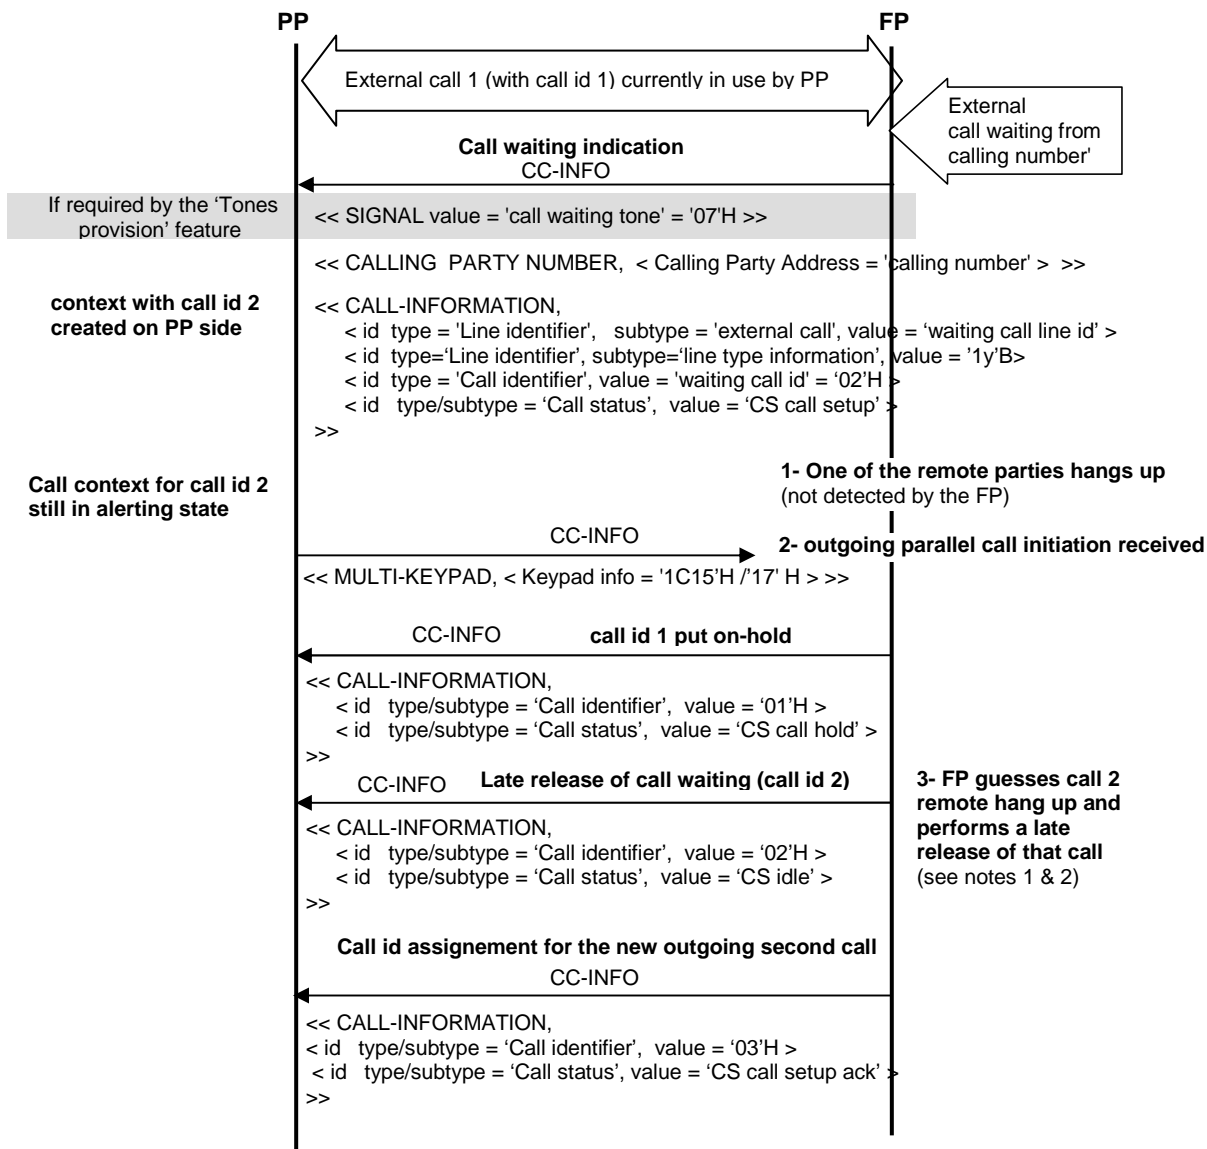 PP
FP
External call 1 (with call id 1) currently in use by PP
External
call waiting from
calling number'
Call waiting indication
CC-INFO
If required by the ‘Tones
provision’ feature
<< SIGNAL value = 'call waiting tone' = '07'H >>
<< CALLING  PARTY NUMBER,  < Calling Party Address = 'calling number' >  >>
context with call id 2
created on PP side
<< CALL-INFORMATION,
< id  type = 'Line identifier',   subtype = 'external call', value = ‘waiting call line id’ >
< id  type=‘Line identifier’, subtype=‘line type information’, value = '1y'B>
< id  type = 'Call identifier', value = 'waiting call id' = ‘02’H >
< id   type/subtype = ‘Call status’,  value = ‘CS call setup’ >
>>
1- One of the remote parties hangs up
(not detected by the FP)
Call context for call id 2
still in alerting state
CC-INFO
2- outgoing parallel call initiation received
<< MULTI-KEYPAD, < Keypad info = '1C15’H /’17' H > >>
CC-INFO
call id 1 put on-hold
<< CALL-INFORMATION,
< id   type/subtype = ‘Call identifier’,  value = ‘01’H >
< id   type/subtype = ‘Call status’,  value = ‘CS call hold’ >
>>
CC-INFO
Late release of call waiting (call id 2)
3- FP guesses call 2
remote hang up and
performs a late
release of that call
(see notes 1 & 2)
<< CALL-INFORMATION,
< id   type/subtype = ‘Call identifier’,  value = ‘02’H >
< id   type/subtype = ‘Call status’,  value = ‘CS idle’ >
>>
Call id assignement for the new outgoing second call
CC-INFO
<< CALL-INFORMATION,
< id   type/subtype = ‘Call identifier’,  value = ‘03’H >
< id   type/subtype = ‘Call status’, value = ‘CS call setup ack’ >
>>